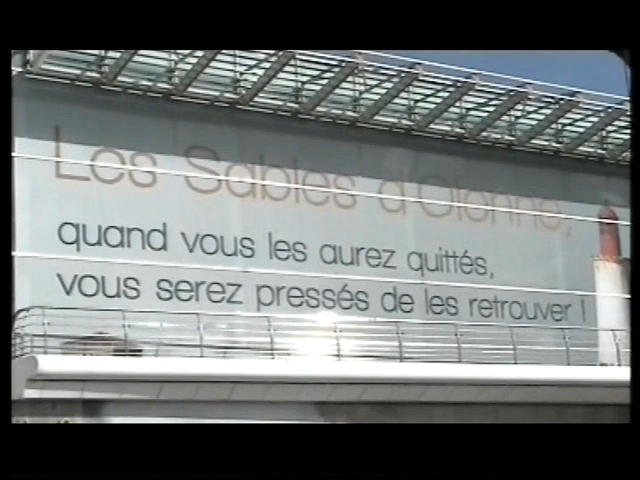 Les Sables d'Olonne,
quand vous les aurez quittés,
vous serez pressés de les retrouver !